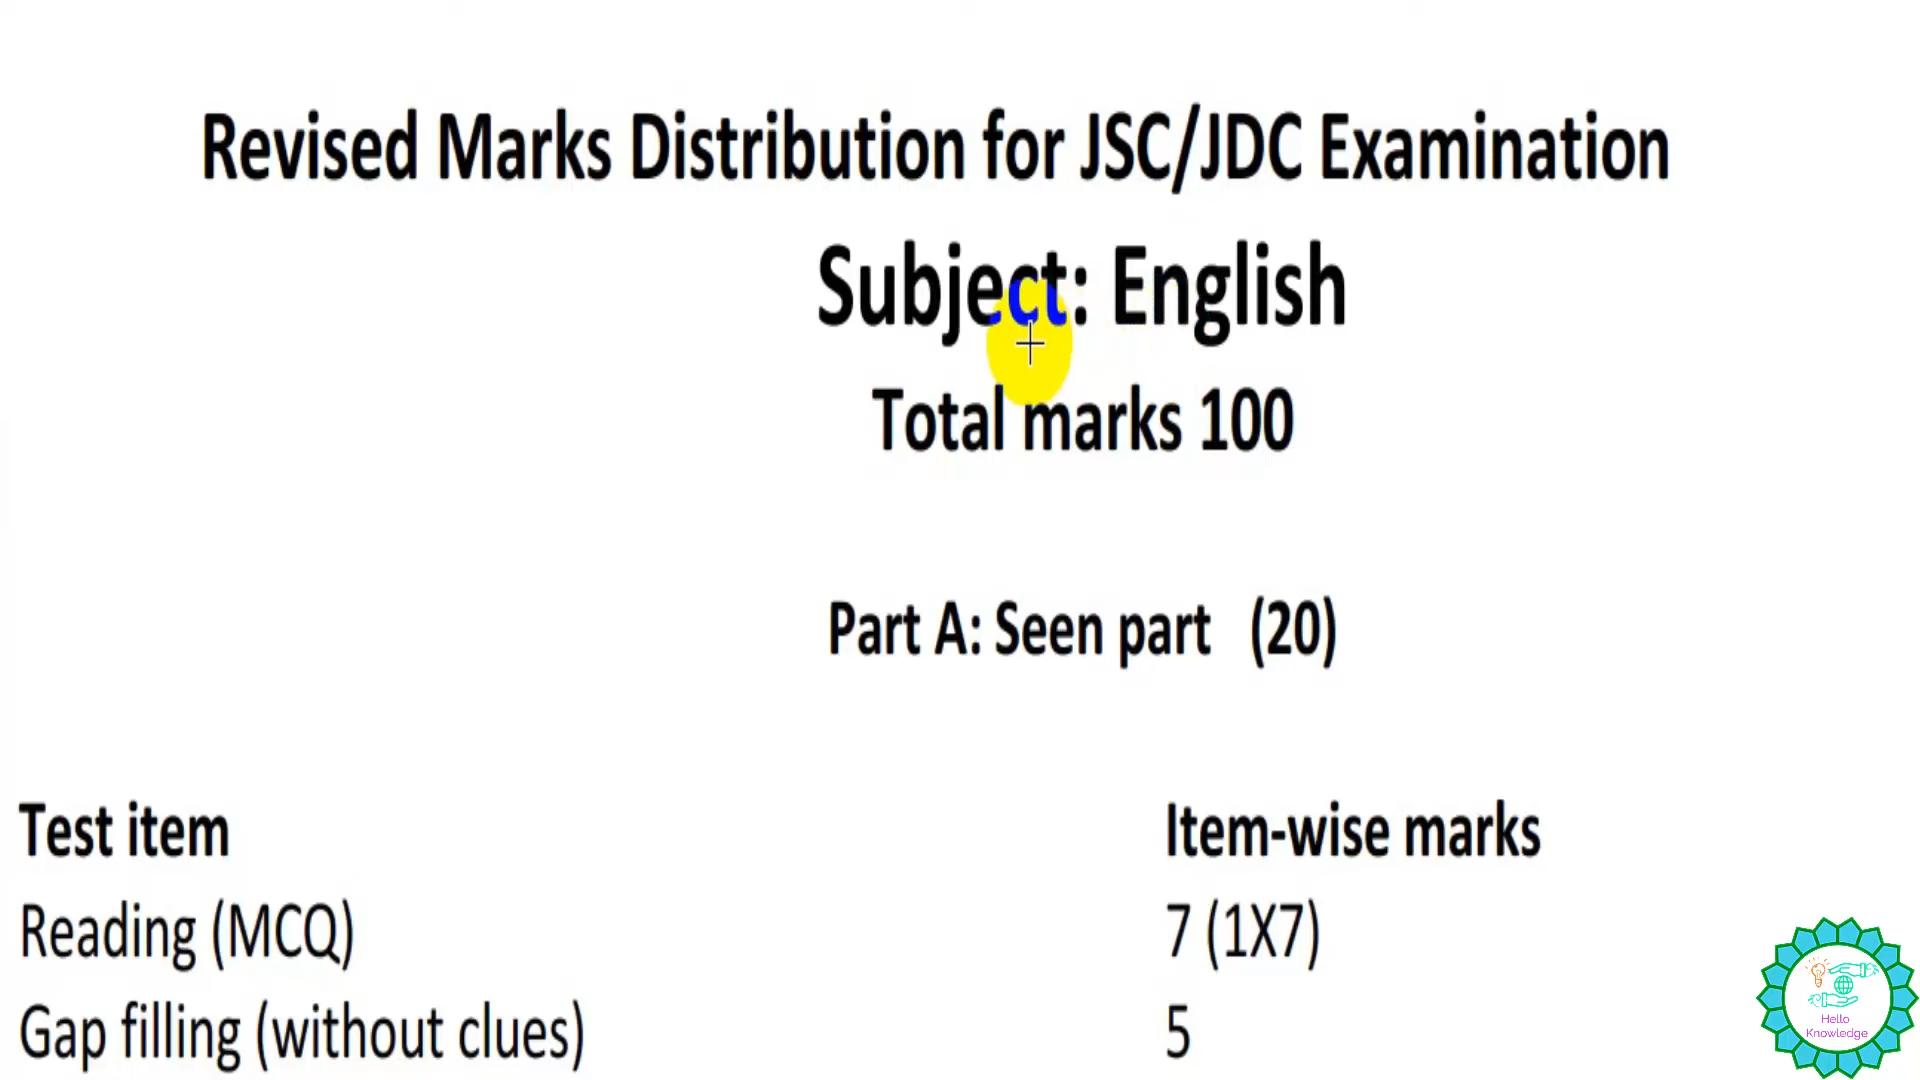 Revised Marks Distribution for JSC/JDC Examination
Subject: English
Total marks 100
Part A: Seen part (20)
Test item Item-wise marks
Reading (MCQ) 7 (1X7)
Gap filling (without clues) 5
Hello
Knowledge